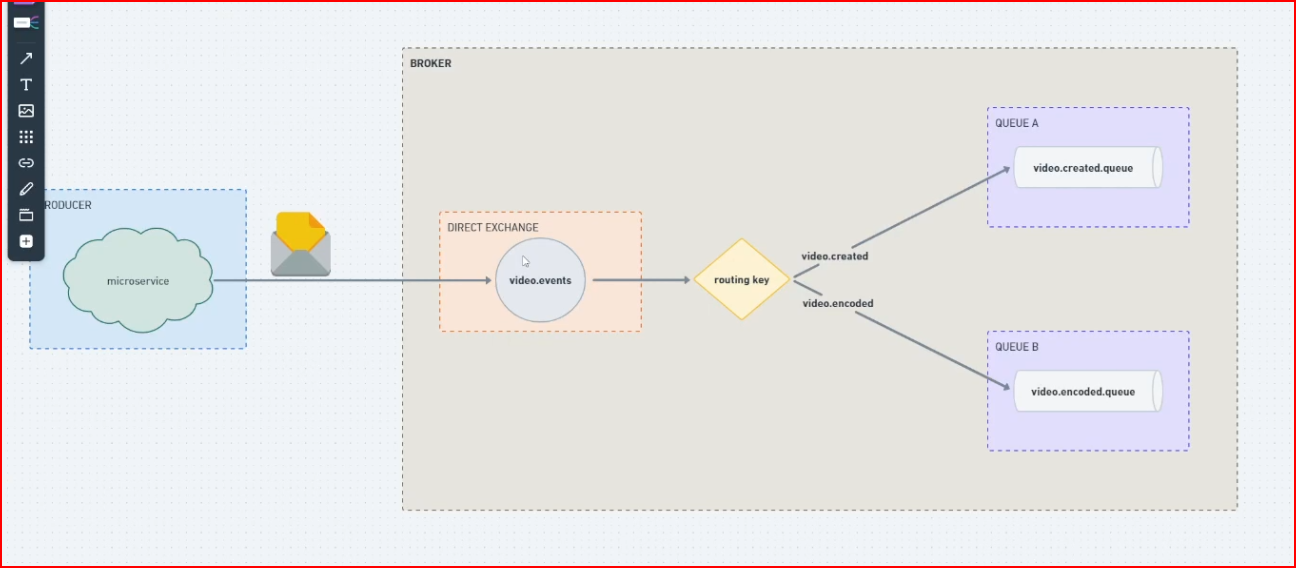 BROKER
QUEUE A
video.created.queue
RODUCER
microservice
DIRECT EXCHANGE
video.events
routing key
video.created
video.encoded
QUEUE B
video.encoded.queue
T